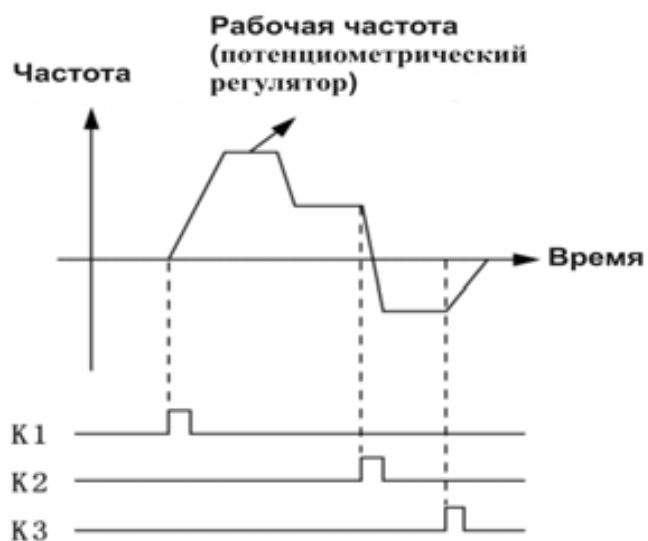 Рабочая частота
(потенциометрический
регулятор)
Частота
Время
K1
K2
K3